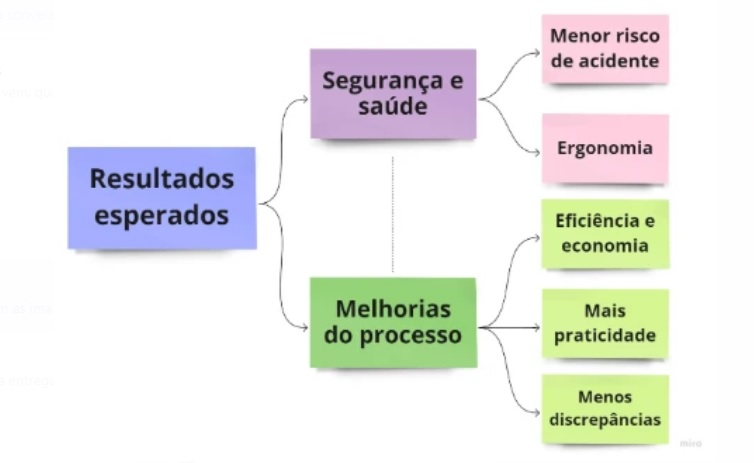 Resultados
esperados
Segurança e
saúde
Menor risco
de acidente
Ergonomia
Melhorias
do processo
Eficiência e
economia
Mais
praticidade
Menos
discrepâncias
miro